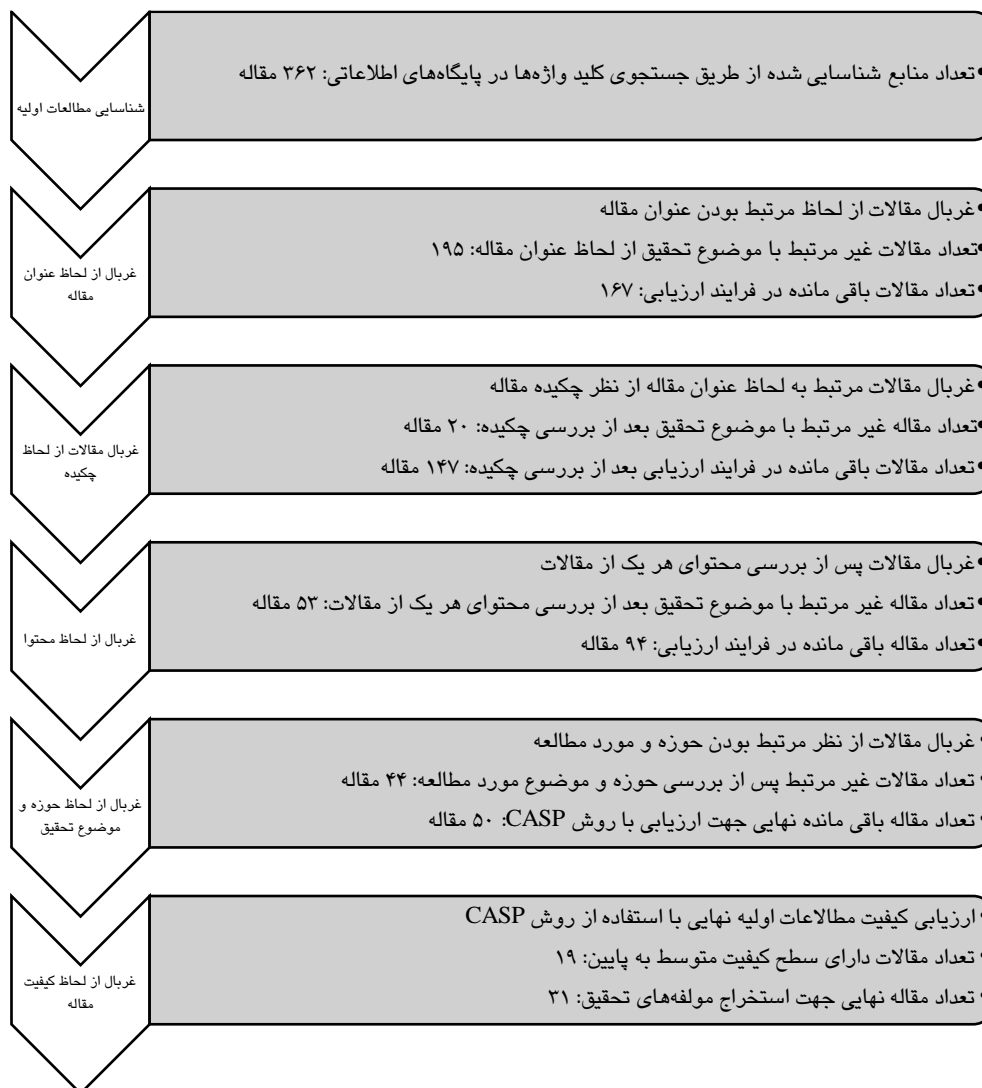 شناسایی مطالعات اولیه
•تعداد منابع شناسایی شده از طریق جستجوی کلید واژه‌ها در پایگاه‌های اطلاعاتی: ۳۶۲ مقاله
غربال از لحاظ عنوان
مقاله
•غربال مقالات از لحاظ مرتبط بودن عنوان مقاله
•تعداد مقالات غیر مرتبط با موضوع تحقیق از لحاظ عنوان مقاله: ۱۹۵
•تعداد مقالات باقی مانده در فرایند ارزیابی: ۱۶۷
غربال مقالات از لحاظ
چکیده
•غربال مقالات مرتبط به لحاظ عنوان مقاله از نظر چکیده مقاله
•تعداد مقاله غیر مرتبط با موضوع تحقیق بعد از بررسی چکیده: ۲۰ مقاله
•تعداد مقالات باقی مانده در فرایند ارزیابی بعد از بررسی چکیده: ۱۴۷ مقاله
غربال از لحاظ محتوا
•غربال مقالات پس از بررسی محتوای هر یک از مقالات
•تعداد مقاله غیر مرتبط با موضوع تحقیق بعد از بررسی محتوای هر یک از مقالات: ۵۳ مقاله
•تعداد مقاله باقی مانده در فرایند ارزیابی: ۹۴ مقاله
غربال از لحاظ حوزه و
موضوع تحقیق
•غربال مقالات از نظر مرتبط بودن حوزه و مورد مطالعه
•تعداد مقالات غیر مرتبط پس از بررسی حوزه و موضوع مورد مطالعه: ۴۴ مقاله
•تعداد مقاله باقی مانده نهایی جهت ارزیابی با روش CASP: ۵۰ مقاله
غربال از لحاظ کیفیت
مقاله
•ارزیابی کیفیت مطالاعات اولیه نهایی با استفاده از روش CASP
•تعداد مقالات دارای سطح کیفیت متوسط به پایین: ۱۹
•تعداد مقاله نهایی جهت استخراج مولفه‌های تحقیق: ۳۱